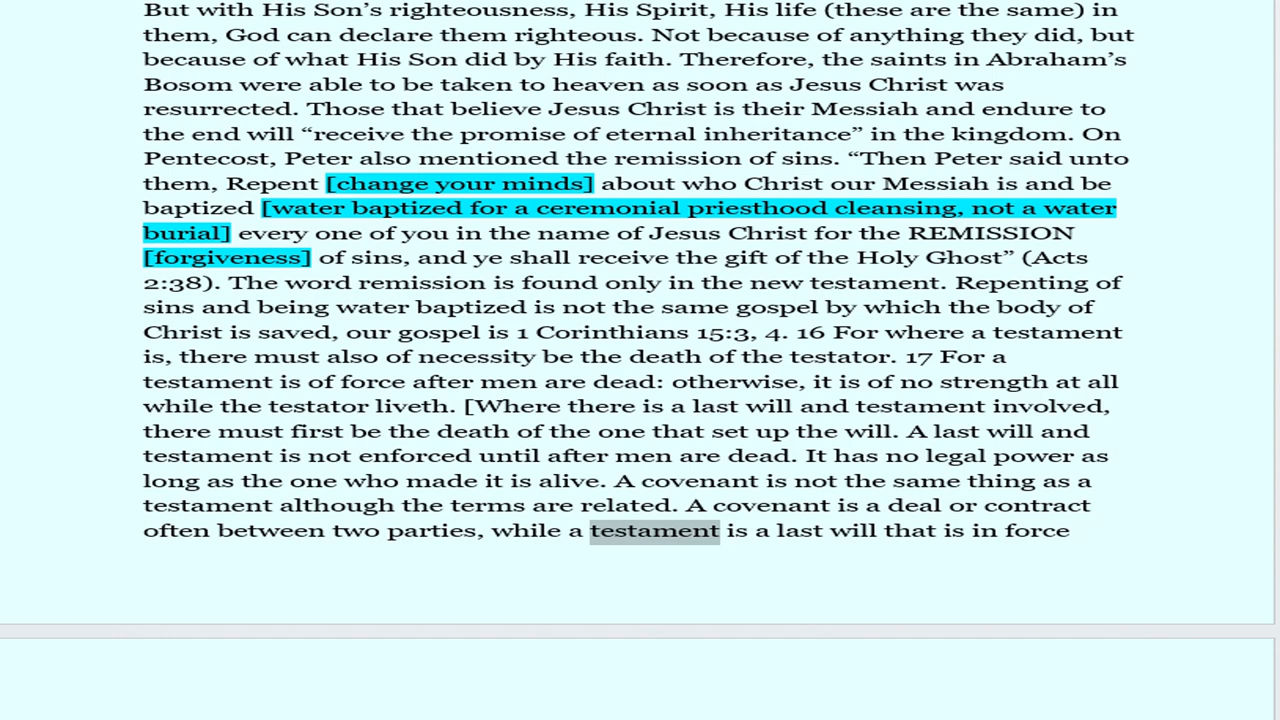 But with His Son’s righteousness, His Spirit, His life (these are the same) in
them, God can declare them righteous. Not because of anything they did, but
because of what His Son did by His faith. Therefore, the saints in Abraham’s
Bosom were able to be taken to heaven as soon as Jesus Christ was
resurrected. Those that believe Jesus Christ is their Messiah and endure to
the end will “receive the promise of eternal inheritance” in the kingdom. On
Pentecost, Peter also mentioned the remission of sins. “Then Peter said unto
them, Repent [change your minds] about who Christ our Messiah is and be
baptized [water baptized for a ceremonial priesthood cleansing, not a water
burial] every one of you in the name of Jesus Christ for the REMISSION
[forgiveness] of sins, and ye shall receive the gift of the Holy Ghost” (Acts
2:38). The word remission is found only in the new testament. Repenting of
sins and being water baptized is not the same gospel by which the body of
Christ is saved, our gospel is 1 Corinthians 15:3, 4. 16 For where a testament
is, there must also of necessity be the death of the testator. 17 For a
testament is of force after men are dead: otherwise, it is of no strength at all
while the testator liveth. [Where there is a last will and testament involved,
there must first be the death of the one that set up the will. A last will and
testament is not enforced until after men are dead. It has no legal power as
long as the one who made it is alive. A covenant is not the same thing as a
testament although the terms are related. A covenant is a deal or contract
often between two parties, while a testament is a last will that is in force